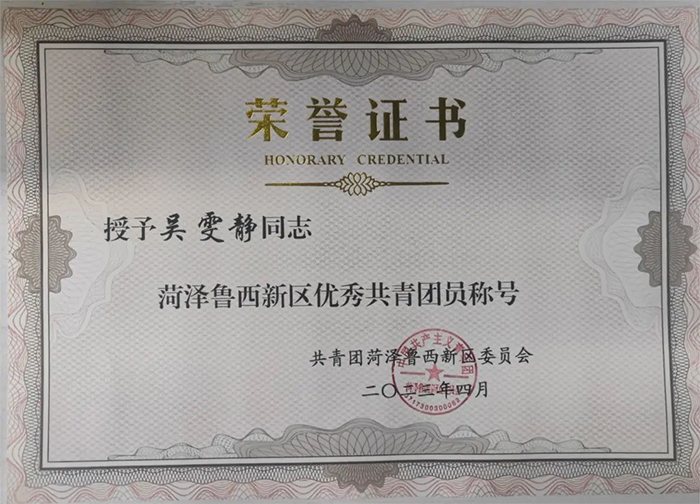 荣誉证书
HONORARY CREDENTIAL
授予吴雯静同志
菏泽鲁西新区优秀共青团员称号
共青团菏泽鲁西新区委员会
二〇二三年四月